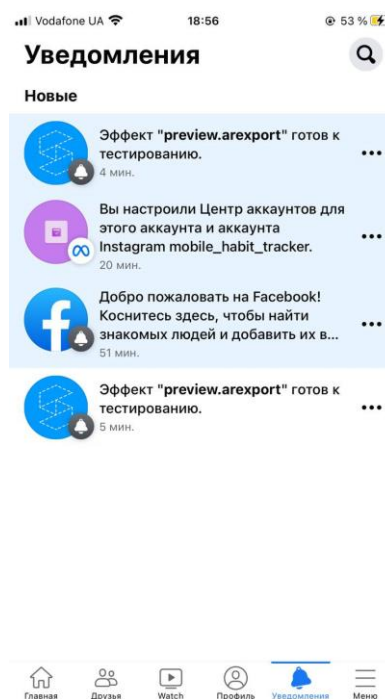 Vodafone UA 18:56 53 %
Уведомления
Новые
Эффект "preview.arexport" готов к
тестированию.
4 мин.
Вы настроили Центр аккаунтов для
этого аккаунта и аккаунта
Instagram mobile_habit_tracker.
20 мин.
Добро пожаловать на Facebook!
Коснитесь здесь, чтобы найти
знакомых людей и добавить их в...
51 мин.
Эффект "preview.arexport" готов к
тестированию.
5 мин.
Главная Друзья Watch Профиль Уведомления Меню